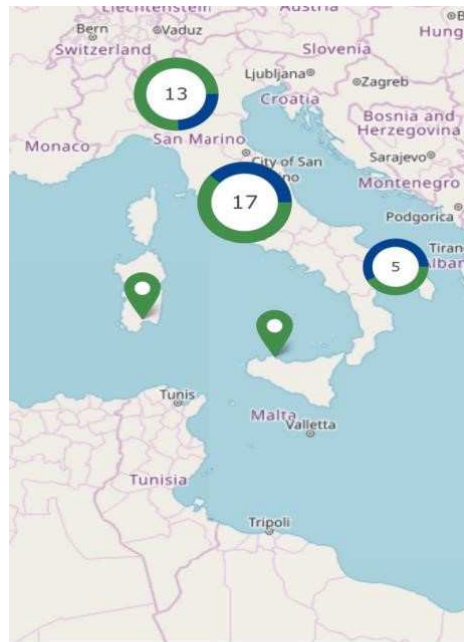 Liechtenstein
Austria
Bern
Vaduz
Hung
Switzerland
Slovenia
Ljubljana
Zagreb
13
Croatia
Bosnia and
Herzegovina
San Marino
Monaco
City of San
Sarajevo
Montenegro
17
Podgorica
Tiran
5
Alban
Tunis
Malta
Valletta
Tunisia
Tripoli